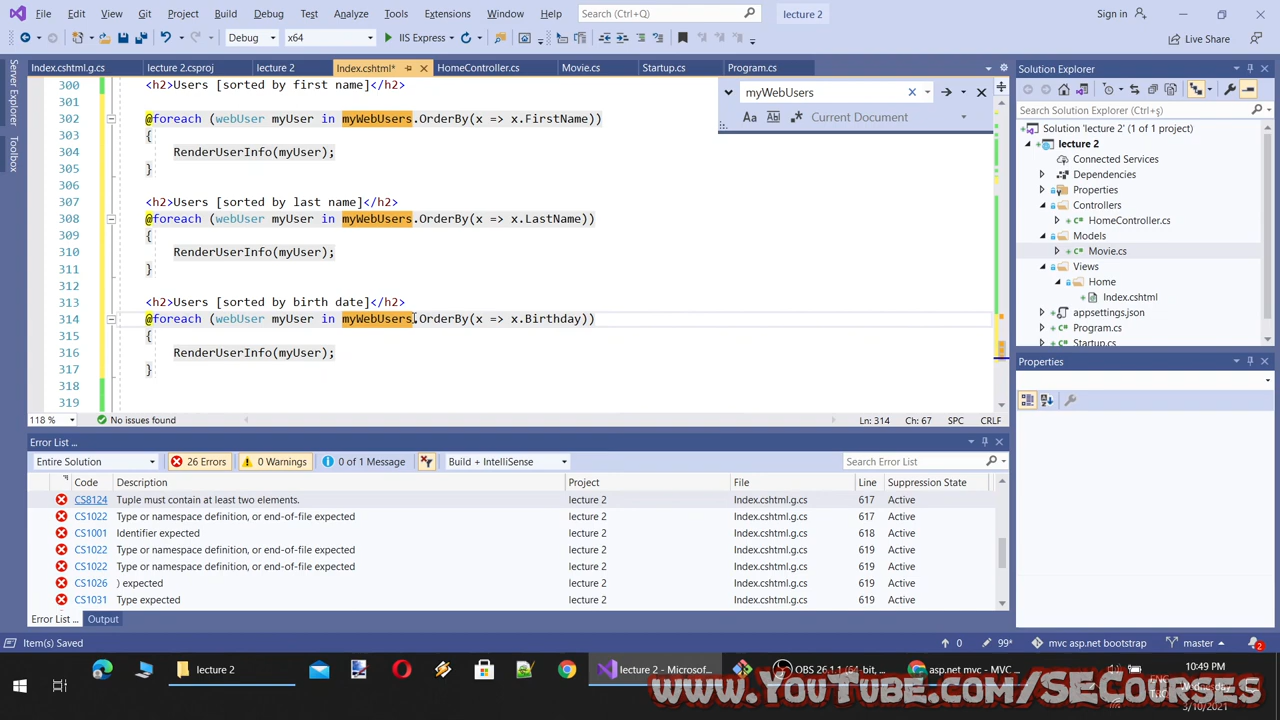 File Edit View Git Project Build Debug Test Analyze Tools Extensions Window Help Search (Ctrl+Q) lecture 2 Sign in
Debug x64 IIS Express Live Share
Index.cshtml.g.cs lecture 2.csproj lecture 2 Index.cshtml* HomeController.cs Movie.cs Startup.cs Program.cs
Server Explorer
Toolbox
300 <h2>Users [sorted by first name]</h2>
301
302 @foreach (webUser myUser in myWebUsers.OrderBy(x => x.FirstName))
303 {
304 RenderUserInfo(myUser);
305 }
306
307 <h2>Users [sorted by last name]</h2>
308 @foreach (webUser myUser in myWebUsers.OrderBy(x => x.LastName))
309 {
310 RenderUserInfo(myUser);
311 }
312
313 <h2>Users [sorted by birth date]</h2>
314 @foreach (webUser myUser in myWebUsers.OrderBy(x => x.Birthday))
315 {
316 RenderUserInfo(myUser);
317 }
318
319
myWebUsers
Aa Ab Current Document
118 % No issues found Ln: 314 Ch: 67 SPC CRLF
Solution Explorer
Search Solution Explorer (Ctrl+ş)
Solution 'lecture 2' (1 of 1 project)
lecture 2
Connected Services
Dependencies
Properties
Controllers
C# HomeController.cs
Models
C# Movie.cs
Views
Home
Index.cshtml
appsettings.json
C# Program.cs
C# Startup.cs
Properties
Error List ...
Entire Solution 26 Errors 0 Warnings 0 of 1 Message Build + IntelliSense Search Error List
Code Description Project File Line Suppression State
CS8124 Tuple must contain at least two elements. lecture 2 Index.cshtml.g.cs 617 Active
CS1022 Type or namespace definition, or end-of-file expected lecture 2 Index.cshtml.g.cs 617 Active
CS1001 Identifier expected lecture 2 Index.cshtml.g.cs 618 Active
CS1022 Type or namespace definition, or end-of-file expected lecture 2 Index.cshtml.g.cs 619 Active
CS1022 Type or namespace definition, or end-of-file expected lecture 2 Index.cshtml.g.cs 619 Active
CS1026 ) expected lecture 2 Index.cshtml.g.cs 619 Active
CS1031 Type expected lecture 2 Index.cshtml.g.cs 619 Active
Error List ... Output
Item(s) Saved 0 99* mvc asp.net bootstrap master 2
lecture 2 lecture 2 - Microsof... OBS 26.1.1 (64-bit, ... asp.net mvc - MVC ... ENG 10:49 AM
Wednesday
3/10/2021
www.YouTube.com/SECourses